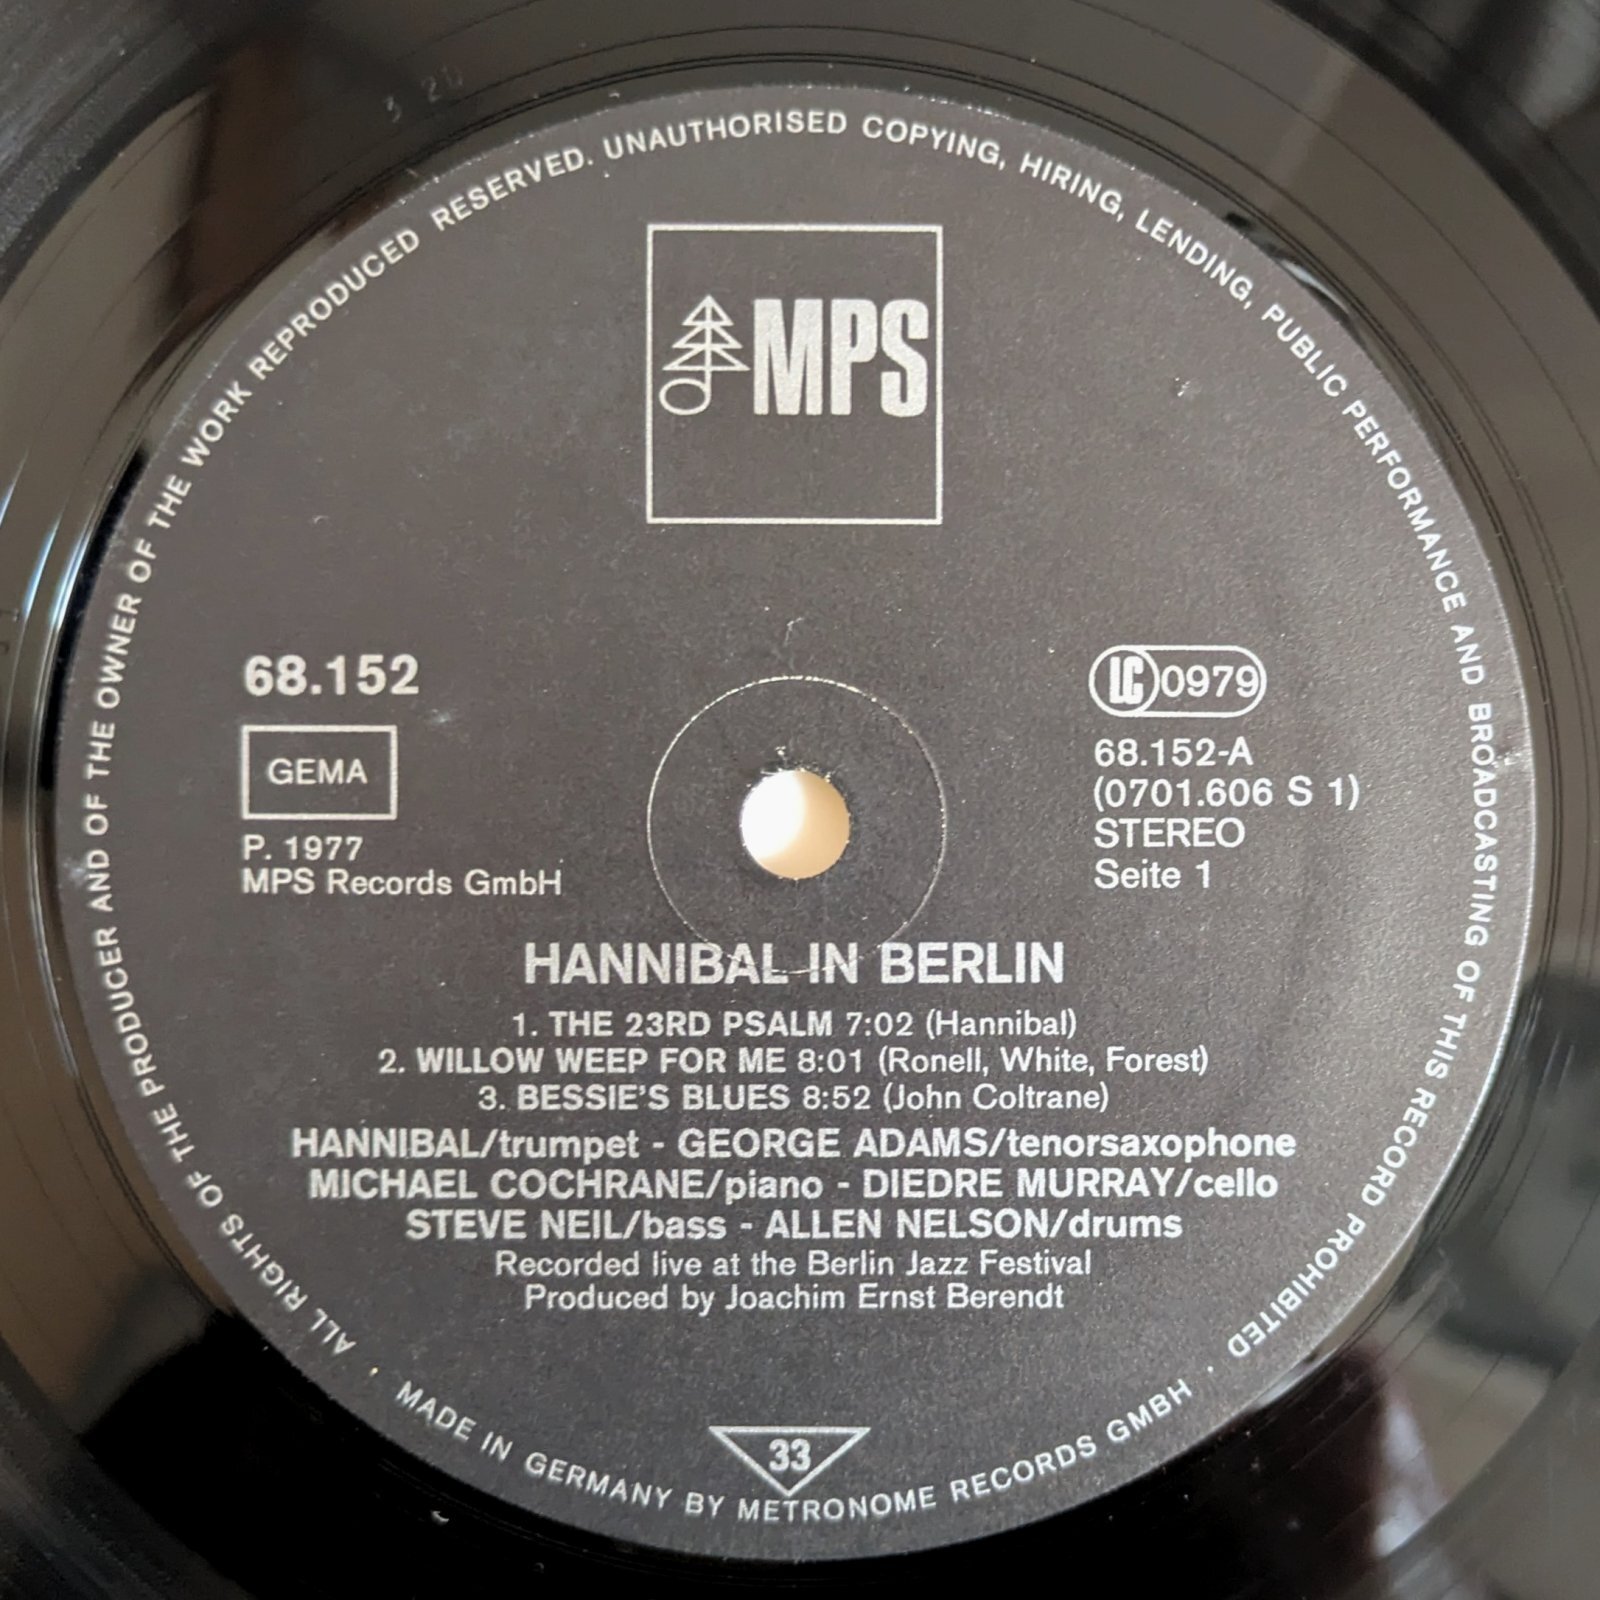 ALL RIGHTS OF THE PRODUCER AND OF THE OWNER OF THE WORK REPRODUCED RESERVED. UNAUTHORISED COPYING, HIRING, LENDING, PUBLIC PERFORMANCE AND BROADCASTING OF THIS RECORD PROHIBITED
MPS
68.152
GEMA
P. 1977
MPS Records GmbH
LC 0979
68.152-A
(0701.606 S 1)
STEREO
Seite 1
HANNIBAL IN BERLIN
1. THE 23RD PSALM 7:02 (Hannibal)
2. WILLOW WEEP FOR ME 8:01 (Ronell, White, Forest)
3. BESSIE'S BLUES 8:52 (John Coltrane)
HANNIBAL/trumpet - GEORGE ADAMS/tenorsaxophone
MICHAEL COCHRANE/piano - DIEDRE MURRAY/cello
STEVE NEIL/bass - ALLEN NELSON/drums
Recorded live at the Berlin Jazz Festival
Produced by Joachim Ernst Berendt
33
· MADE IN GERMANY BY METRONOME RECORDS GMBH ·